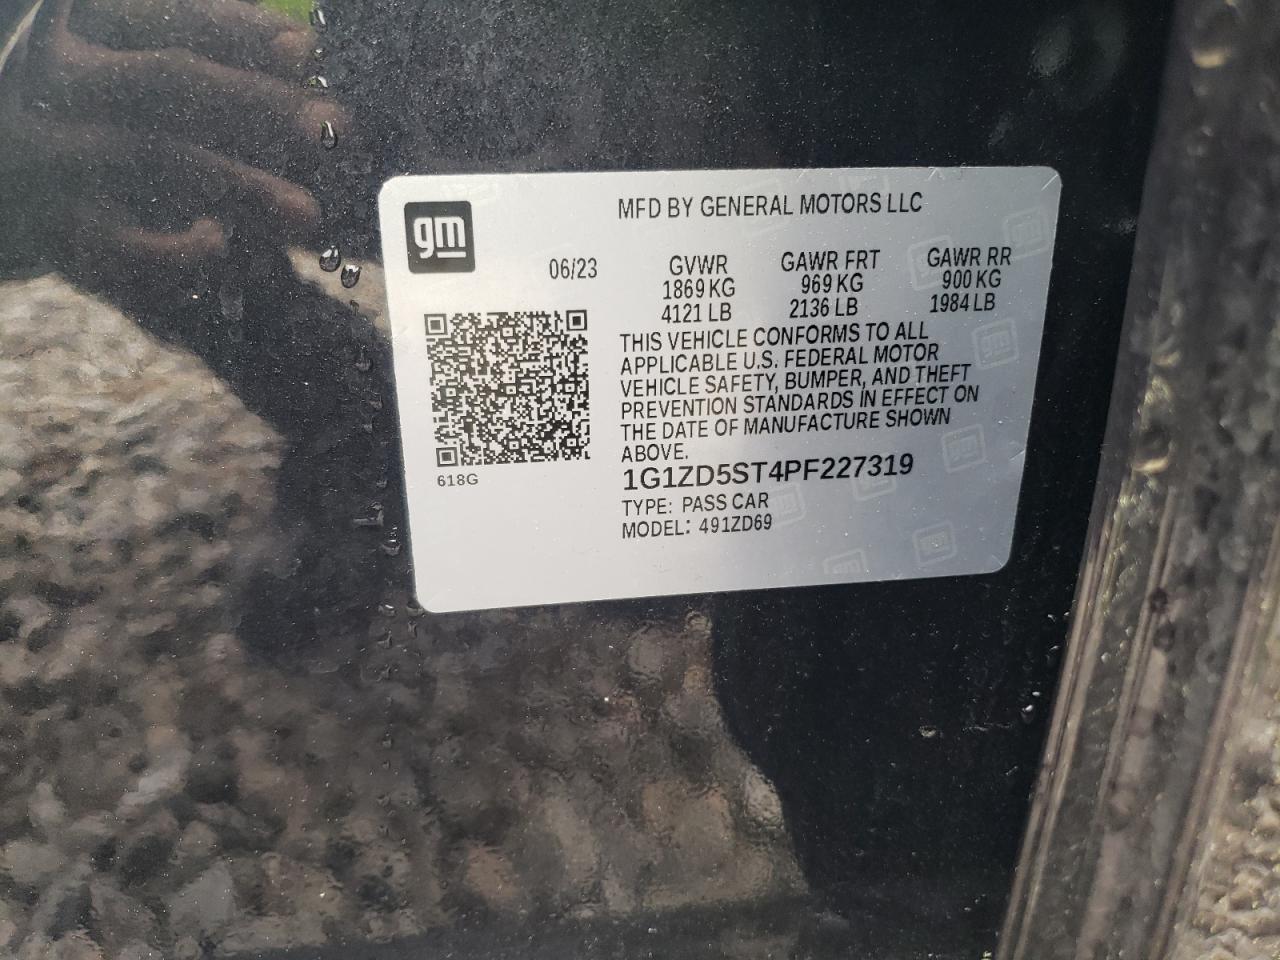 gm
MFD BY GENERAL MOTORS LLC
06/23
GVWR GAWR FRT GAWR RR
1869 KG 969 KG 900 KG
4121 LB 2136 LB 1984 LB
THIS VEHICLE CONFORMS TO ALL
APPLICABLE U.S. FEDERAL MOTOR
VEHICLE SAFETY, BUMPER, AND THEFT
PREVENTION STANDARDS IN EFFECT ON
THE DATE OF MANUFACTURE SHOWN
ABOVE.
618G
1G1ZD5ST4PF227319
TYPE: PASS CAR
MODEL: 491ZD69